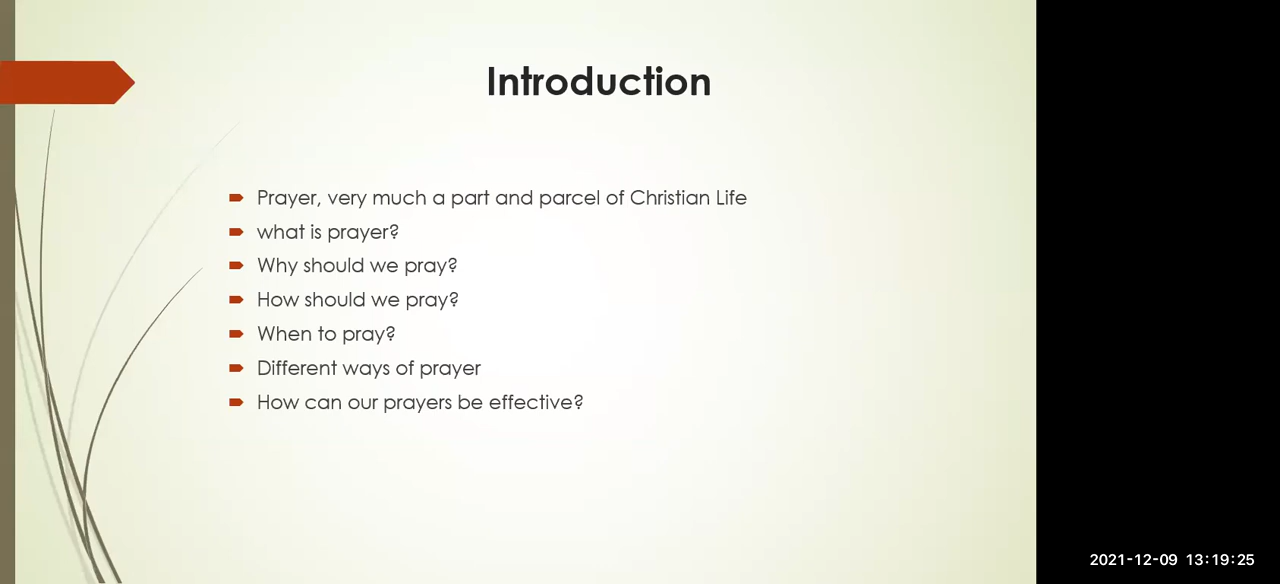 Introduction
Prayer, very much a part and parcel of Christian Life
what is prayer?
Why should we pray?
How should we pray?
When to pray?
Different ways of prayer
How can our prayers be effective?
2021-12-09 13:19:25